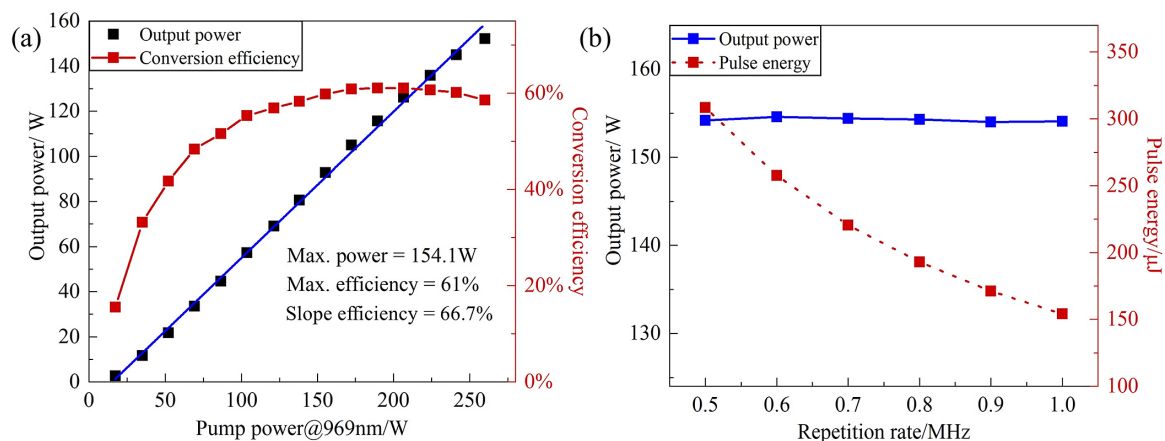 (a)
160
140
120
100
80
60
40
20
0
Output power/ W
Output power
Conversion efficiency
Max. power = 154.1W
Max. efficiency = 61%
Slope efficiency = 66.7%
60%
40%
20%
0%
Conversion efficiency
0 50 100 150 200 250
Pump power@969nm/W
(b)
160
150
140
130
Output power/ W
Output power
Pulse energy
350
300
250
200
150
100
Pulse energy/μJ
0.5 0.6 0.7 0.8 0.9 1.0
Repetition rate/MHz